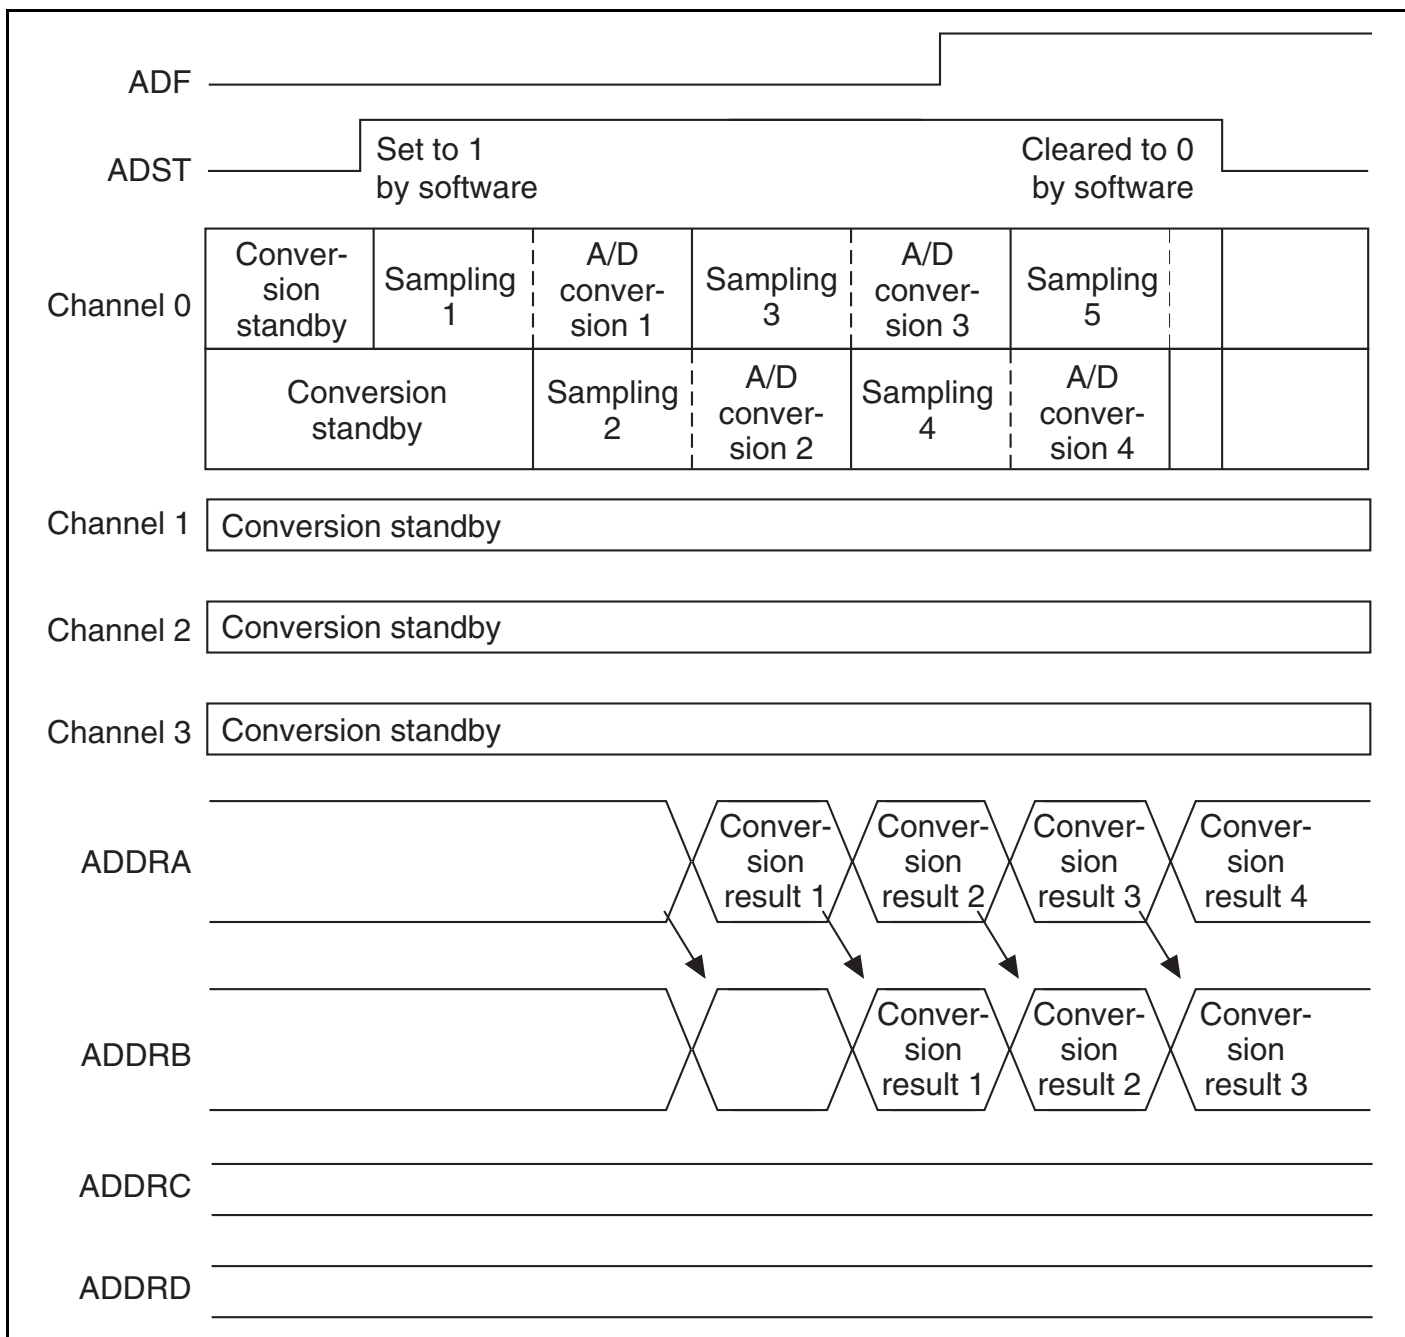 ADF
ADST
Set to 1
by software
Cleared to 0
by software
Channel 0
Conver-
sion
standby
Sampling
1
A/D
conver-
sion 1
Sampling
3
A/D
conver-
sion 3
Sampling
5
Conversion
standby
Sampling
2
A/D
conver-
sion 2
Sampling
4
A/D
conver-
sion 4
Channel 1
Conversion standby
Channel 2
Conversion standby
Channel 3
Conversion standby
ADDRA
Conver-
sion
result 1
Conver-
sion
result 2
Conver-
sion
result 3
Conver-
sion
result 4
ADDRB
Conver-
sion
result 1
Conver-
sion
result 2
Conver-
sion
result 3
ADDRC
ADDRD